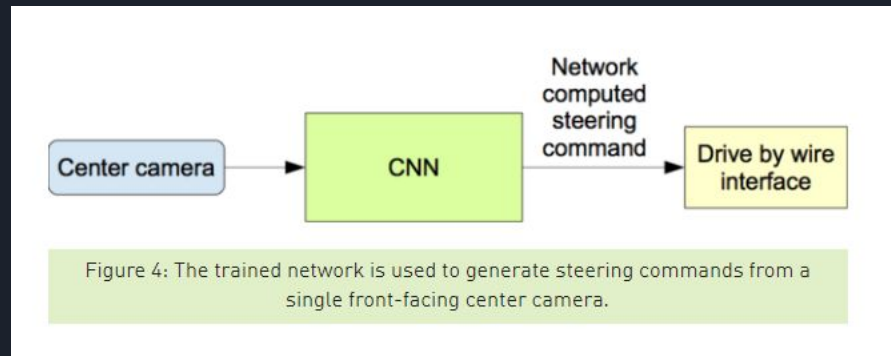 Center camera
CNN
Network
computed
steering
command
Drive by wire
interface
Figure 4: The trained network is used to generate steering commands from a
single front-facing center camera.